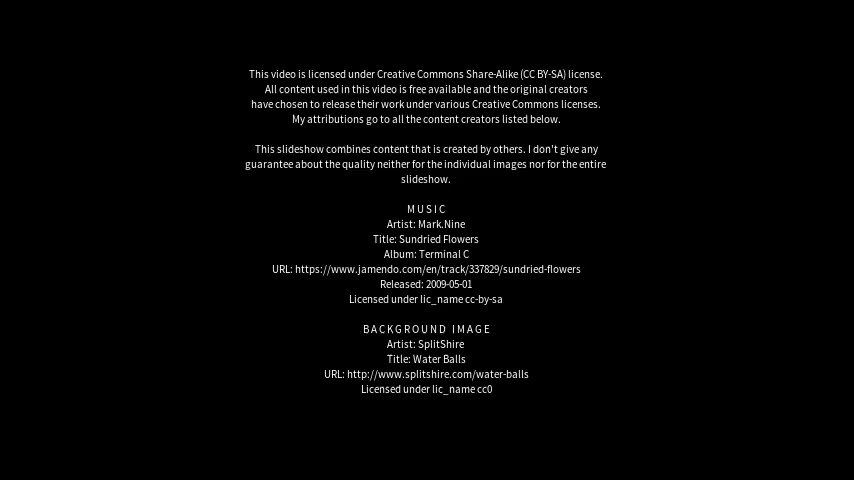 This video is licensed under Creative Commons Share-Alike (CC BY-SA) license.
All content used in this video is free available and the original creators
have chosen to release their work under various Creative Commons licenses.
My attributions go to all the content creators listed below.
This slideshow combines content that is created by others. I don't give any
guarantee about the quality neither for the individual images nor for the entire
slideshow.
MUSIC
Artist: Mark.Nine
Title: Sundried Flowers
Album: Terminal C
URL: https://www.jamendo.com/en/track/337829/sundried-flowers
Released: 2009-05-01
Licensed under lic_name cc-by-sa
BACKGROUND IMAGE
Artist: SplitShire
Title: Water Balls
URL: http://www.splitshire.com/water-balls
Licensed under lic_name cc0